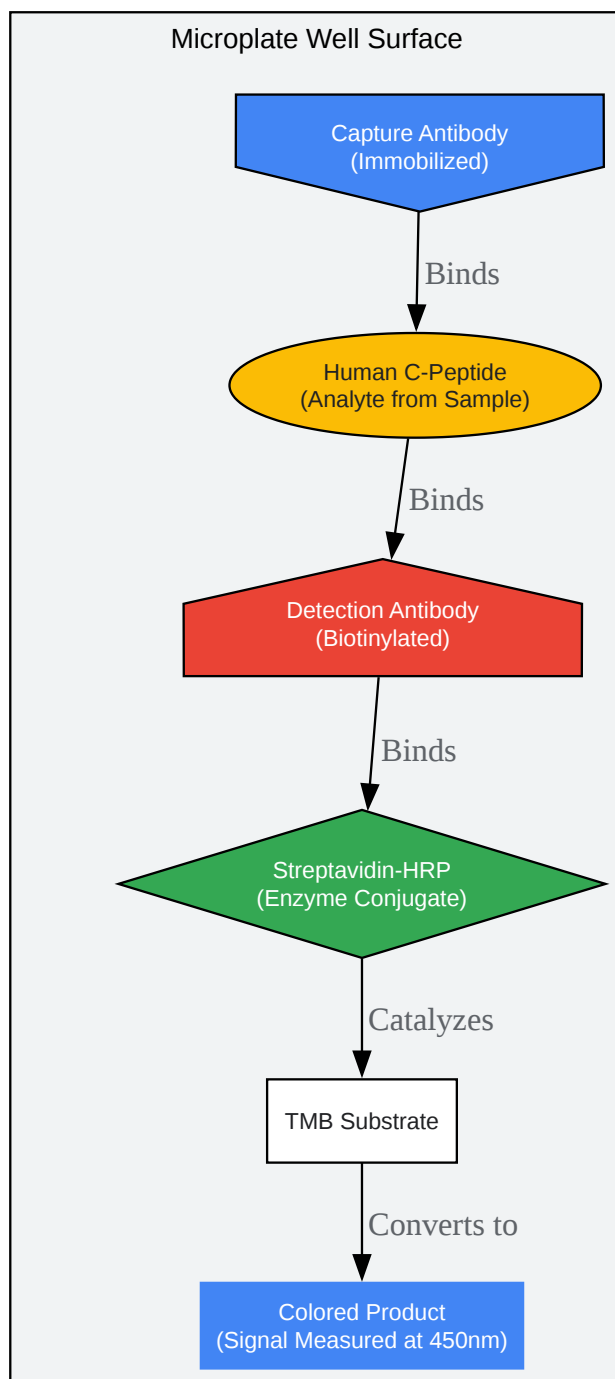 Microplate Well Surface
Capture Antibody
(Immobilized)
Binds
Human C-Peptide
(Analyte from Sample)
Binds
Detection Antibody
(Biotinylated)
Binds
Streptavidin-HRP
(Enzyme Conjugate)
Catalyzes
TMB Substrate
Converts to
Colored Product
(Signal Measured at 450nm)